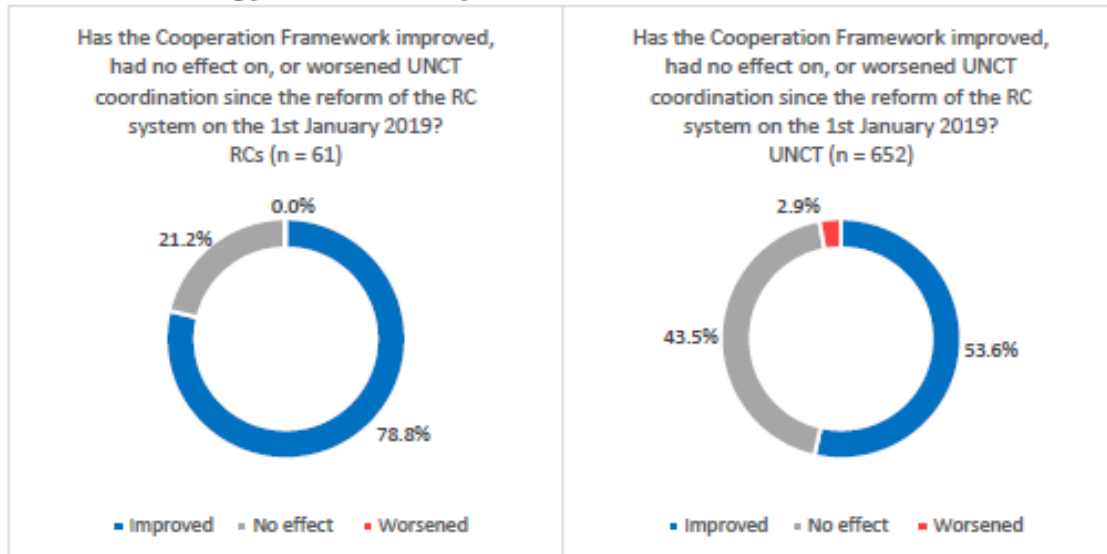 Has the Cooperation Framework improved,
had no effect on, or worsened UNCT
coordination since the reform of the RC
system on the 1st January 2019?
RCs (n = 61)
0.0%
21.2%
78.8%
Improved No effect Worsened
Has the Cooperation Framework improved,
had no effect on, or worsened UNCT
coordination since the reform of the RC
system on the 1st January 2019?
UNCT (n = 652)
2.9%
43.5%
53.6%
Improved No effect Worsened